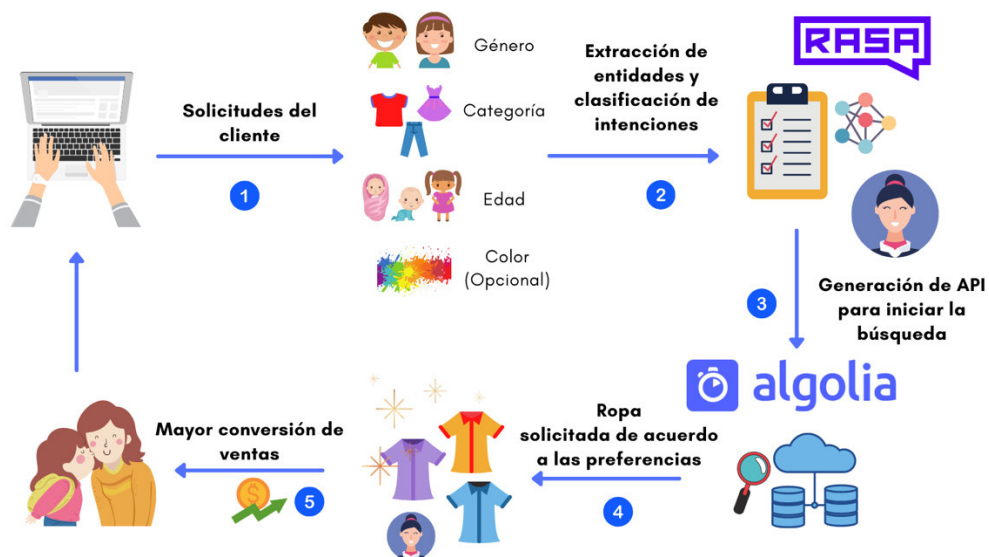 Solicitudes del
cliente
1
Género
Categoría
Edad
Color
(Opcional)
Extracción de
entidades y
clasificación de
intenciones
2
RASA
3
Generación de API
para iniciar la
búsqueda
algolia
Ropa
solicitada de acuerdo
a las preferencias
4
Mayor conversión de
ventas
5